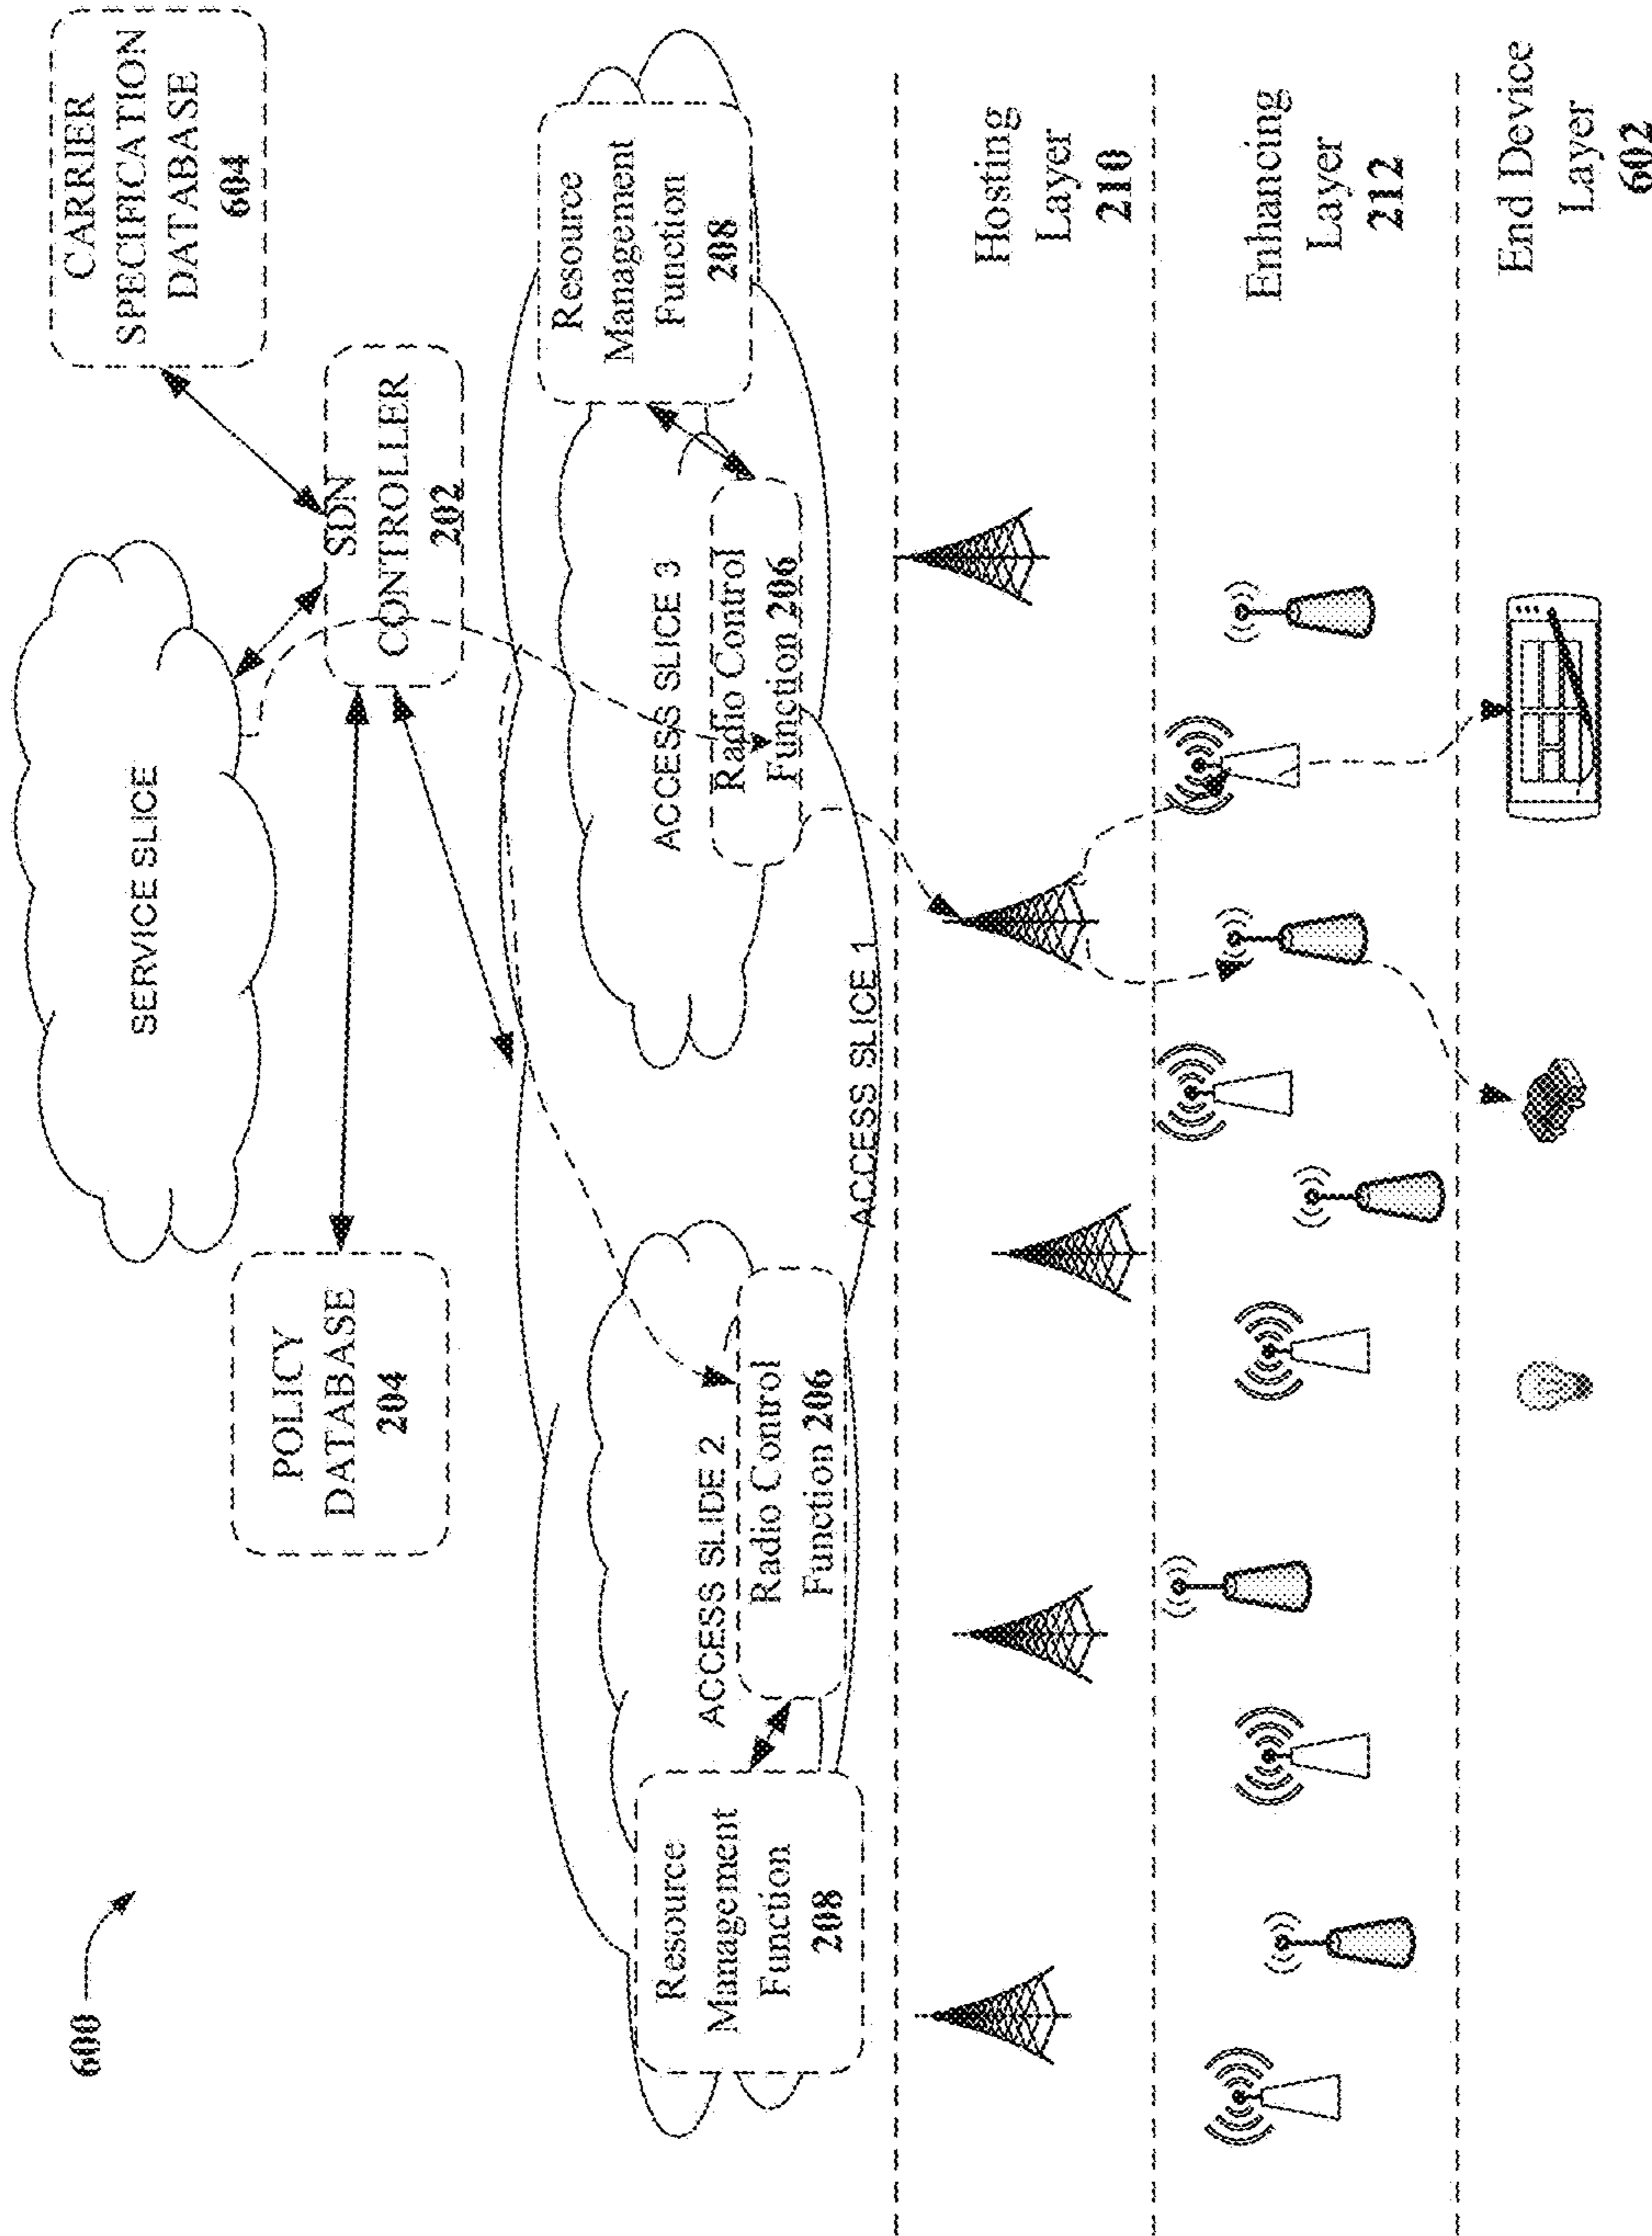 600
CARRIER
SPECIFICATION
DATABASE
604
SERVICE SLICE
SDN
CONTROLLER
202
POLICY
DATABASE
204
Resource
Management
Function
208
ACCESS SLIDE 2
Radio Control
Function 206
ACCESS SLICE 3
Radio Control
Function 206
Resource
Management
Function
208
ACCESS SLICE 1
Hosting
Layer
210
Enhancing
Layer
212
End Device
Layer
602